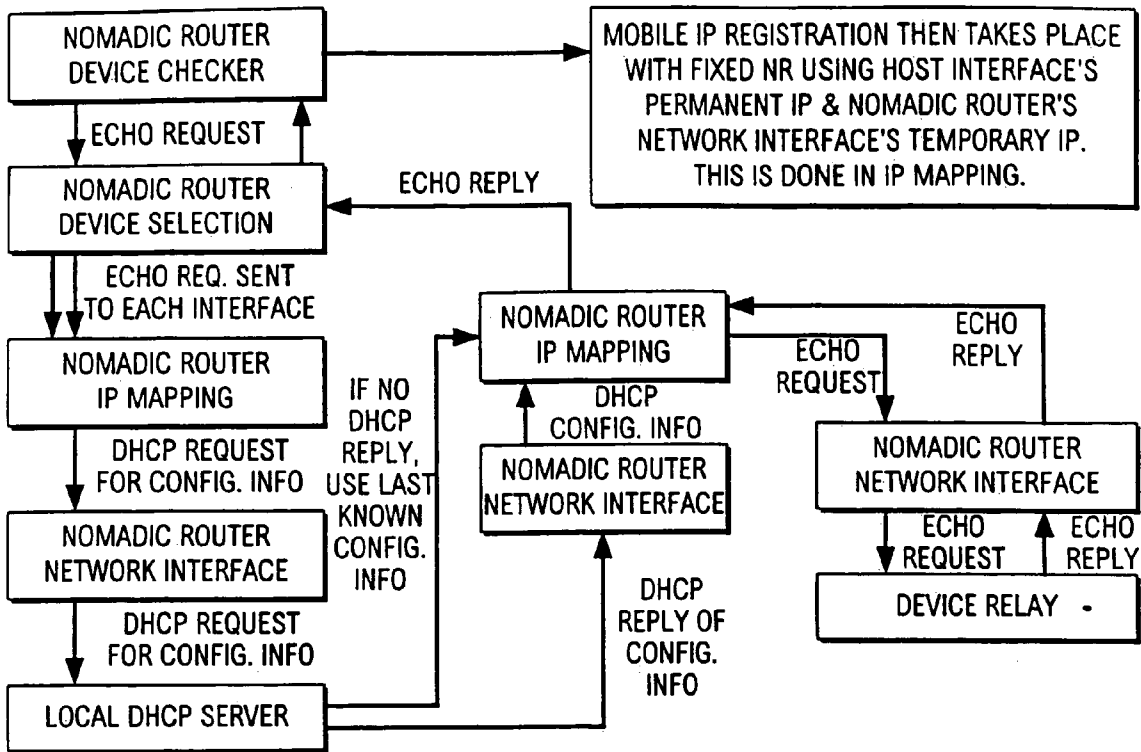 NOMADIC ROUTER
DEVICE CHECKER
MOBILE IP REGISTRATION THEN TAKES PLACE
WITH FIXED NR USING HOST INTERFACE'S
PERMANENT IP & NOMADIC ROUTER'S
NETWORK INTERFACE'S TEMPORARY IP.
THIS IS DONE IN IP MAPPING.
ECHO REQUEST
NOMADIC ROUTER
DEVICE SELECTION
ECHO REPLY
ECHO REQ. SENT
TO EACH INTERFACE
NOMADIC ROUTER
IP MAPPING
NOMADIC ROUTER
IP MAPPING
ECHO
REQUEST
ECHO
REPLY
DHCP REQUEST
FOR CONFIG. INFO
IF NO
DHCP
REPLY,
USE LAST
KNOWN
CONFIG.
INFO
DHCP
CONFIG. INFO
NOMADIC ROUTER
NETWORK INTERFACE
NOMADIC ROUTER
NETWORK INTERFACE
NOMADIC ROUTER
NETWORK INTERFACE
ECHO
REQUEST
ECHO
REPLY
DEVICE RELAY
DHCP REQUEST
FOR CONFIG. INFO
DHCP
REPLY OF
CONFIG.
INFO
LOCAL DHCP SERVER